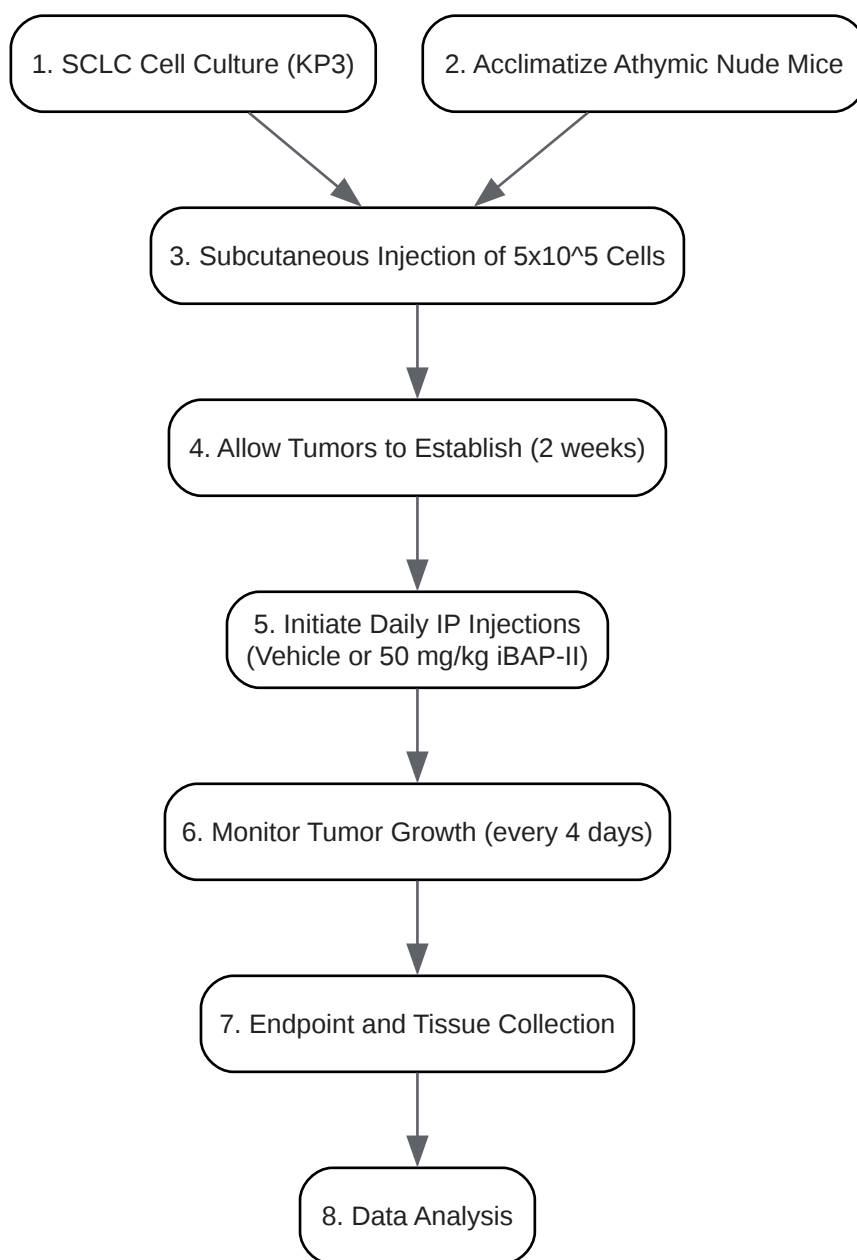 1. SCLC Cell Culture (KP3)
2. Acclimatize Athymic Nude Mice
3. Subcutaneous Injection of 5x10^5 Cells
4. Allow Tumors to Establish (2 weeks)
5. Initiate Daily IP Injections
(Vehicle or 50 mg/kg iBAP-II)
6. Monitor Tumor Growth (every 4 days)
7. Endpoint and Tissue Collection
8. Data Analysis